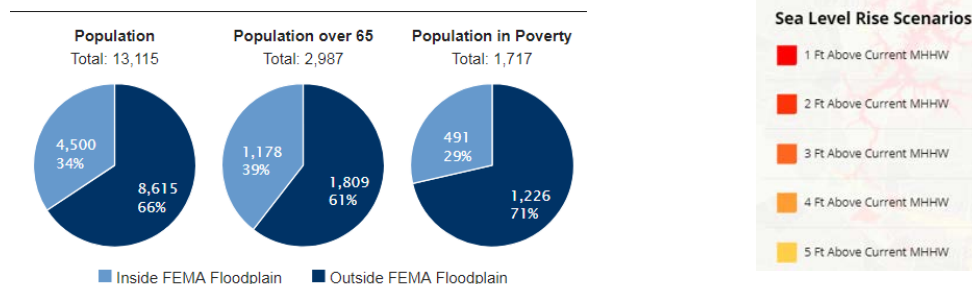 Population
Total: 13,115
Population over 65
Total: 2,987
Population in Poverty
Total: 1,717
4,500
34%
8,615
66%
1,178
39%
1,809
61%
491
29%
1,226
71%
Inside FEMA Floodplain
Outside FEMA Floodplain
Sea Level Rise Scenarios
1 Ft Above Current MHHW
2 Ft Above Current MHHW
3 Ft Above Current MHHW
4 Ft Above Current MHHW
5 Ft Above Current MHHW